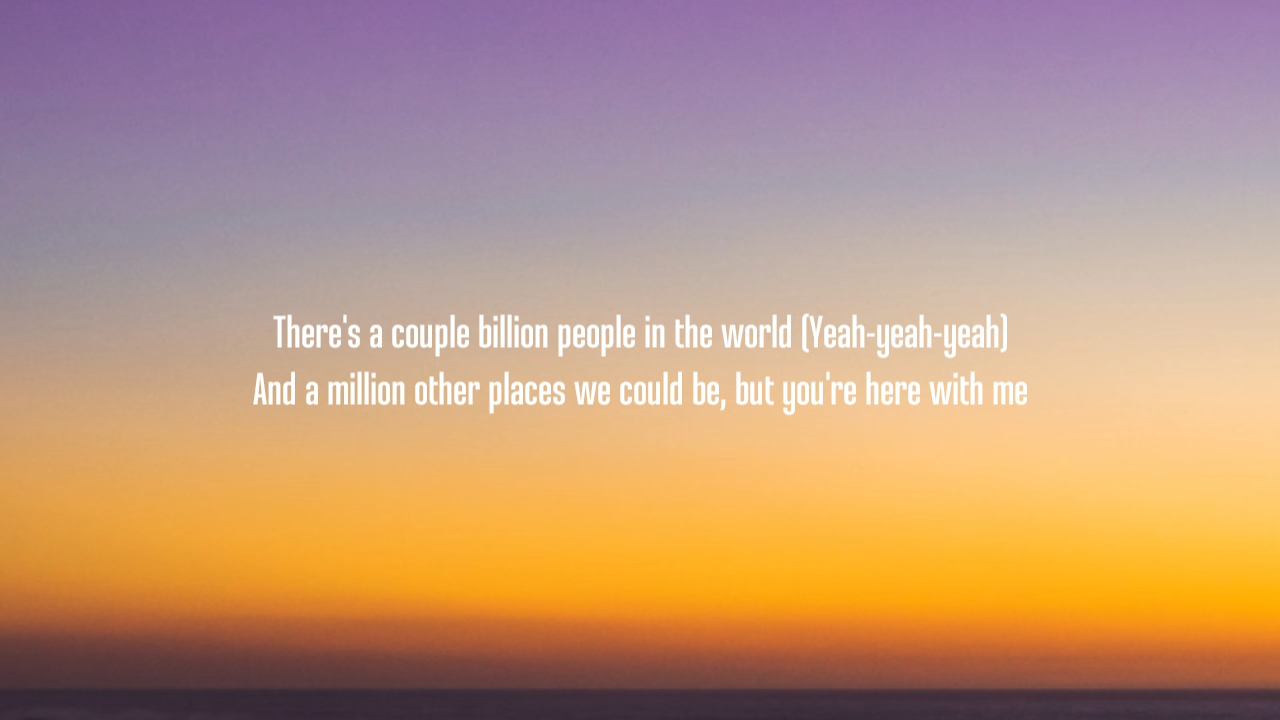 There's a couple billion people in the world (Yeah-yeah-yeah)
And a million other places we could be, but you're here with me